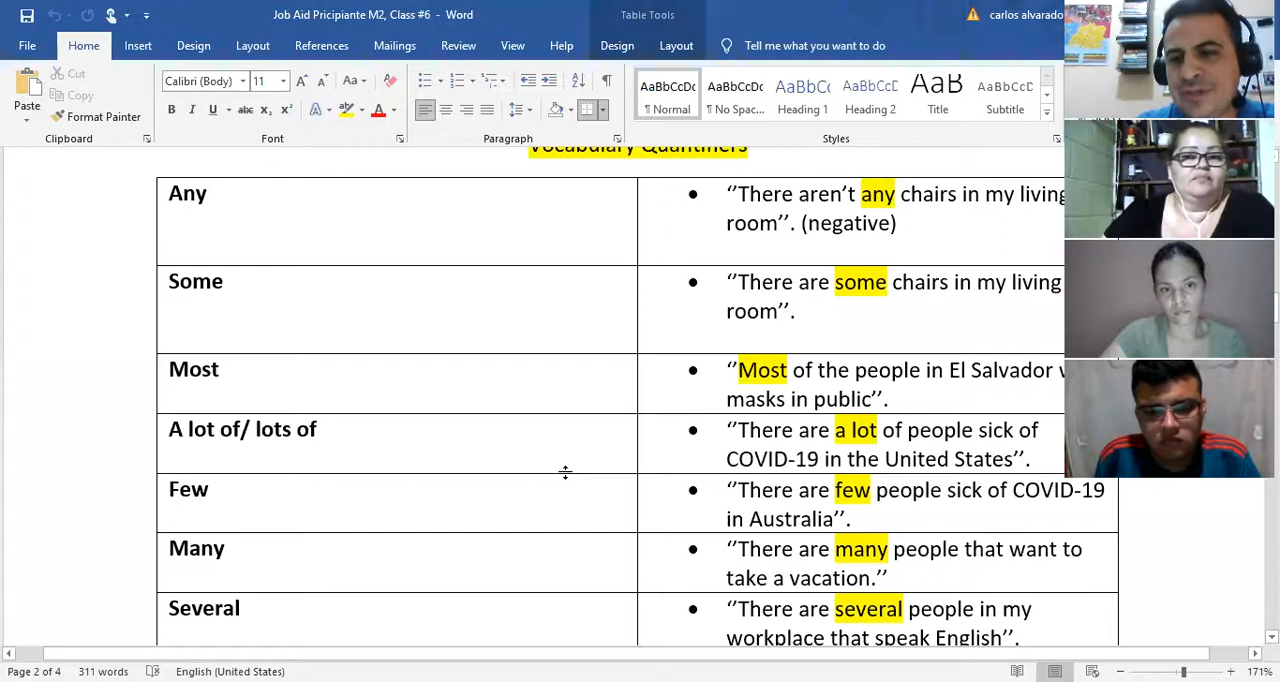 Job Aid Pricipiante M2, Class #6 - Word
Table Tools
carlos alvarado
File Home Insert Design Layout References Mailings Review View Help Design Layout Tell me what you want to do
Paste
Cut
Copy
Format Painter
Clipboard
Calibri (Body) 11
Font
Paragraph
AaBbCcDc AaBbCcDc AaBbCc AaBbCcD AaB AaBbCcD
¶ Normal ¶ No Spac... Heading 1 Heading 2 Title Subtitle
Styles
Vocabulary Quantifiers
Any
• ‘’There aren’t any chairs in my living
room’’. (negative)
Some
• ‘’There are some chairs in my living
room’’.
Most
• ‘’Most of the people in El Salvador
masks in public’’.
A lot of/ lots of
• ‘’There are a lot of people sick of
COVID-19 in the United States’’.
Few
• ‘’There are few people sick of COVID-19
in Australia’’.
Many
• ‘’There are many people that want to
take a vacation.’’
Several
• ‘’There are several people in my
workplace that speak English’’.
Page 2 of 4 311 words English (United States) 171%